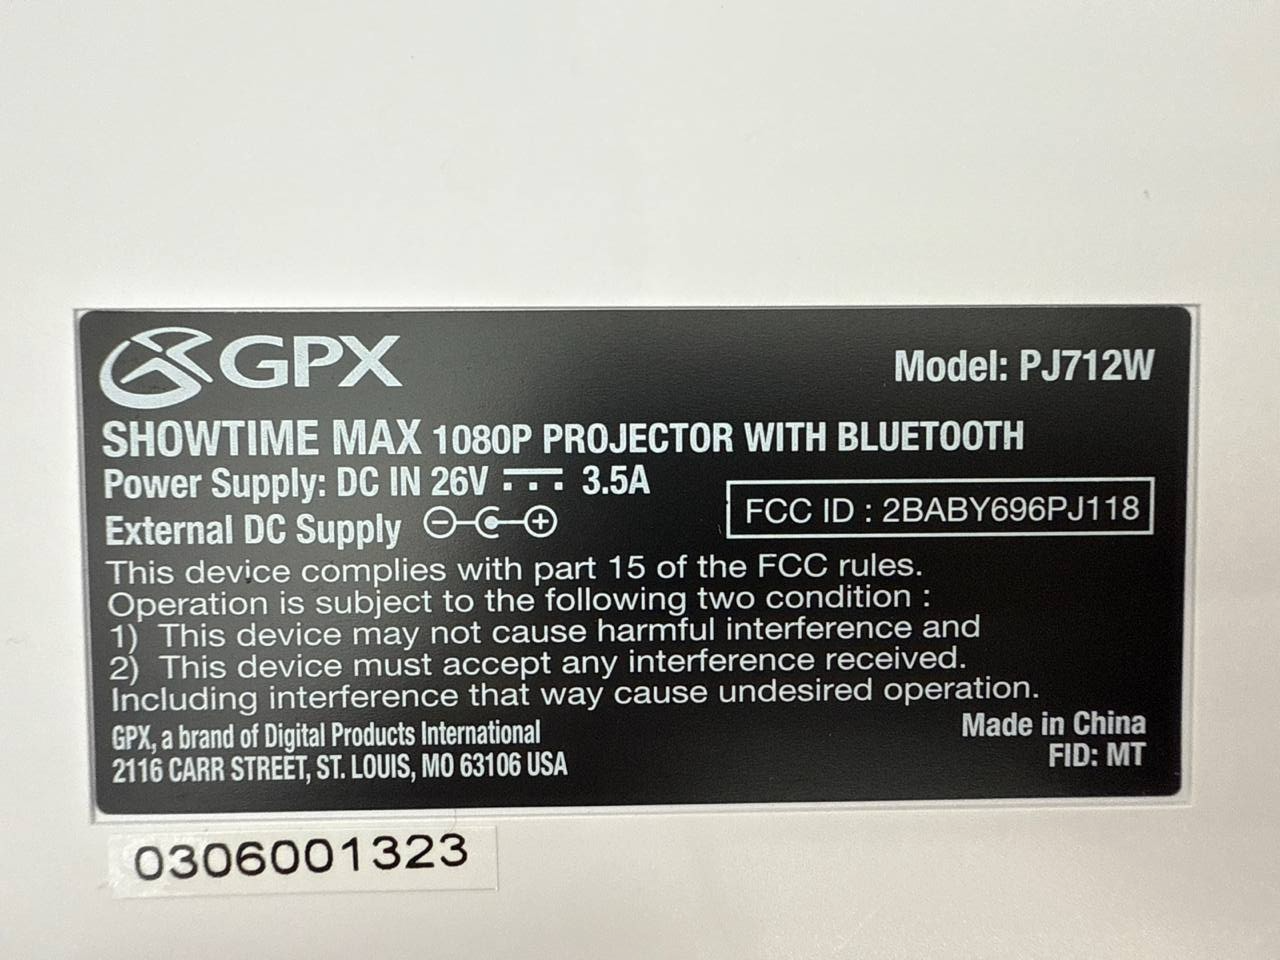 GPX
Model: PJ712W
SHOWTIME MAX 1080P PROJECTOR WITH BLUETOOTH
Power Supply: DC IN 26V ⎓ 3.5A
External DC Supply
FCC ID : 2BABY696PJ118
This device complies with part 15 of the FCC rules.
Operation is subject to the following two condition :
1) This device may not cause harmful interference and
2) This device must accept any interference received.
Including interference that way cause undesired operation.
GPX, a brand of Digital Products International
2116 CARR STREET, ST. LOUIS, MO 63106 USA
Made in China
FID: MT
0306001323